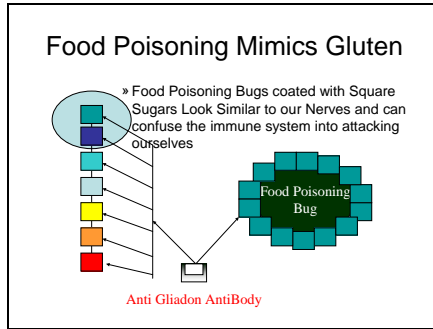 Food Poisoning Mimics Gluten
» Food Poisoning Bugs coated with Square
Sugars Look Similar to our Nerves and can
confuse the immune system into attacking
ourselves
Food Poisoning
Bug
Anti Gliadon AntiBody